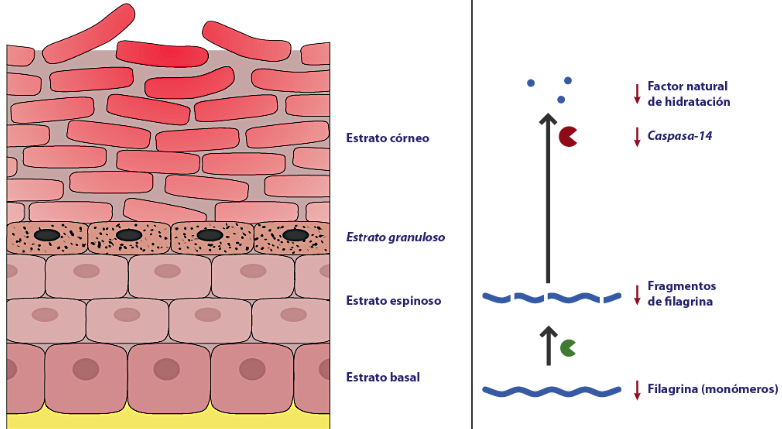 Estrato córneo
Estrato granuloso
Estrato espinoso
Estrato basal
Factor natural
de hidratación
Caspasa-14
Fragmentos
de filagrina
Filagrina (monómeros)